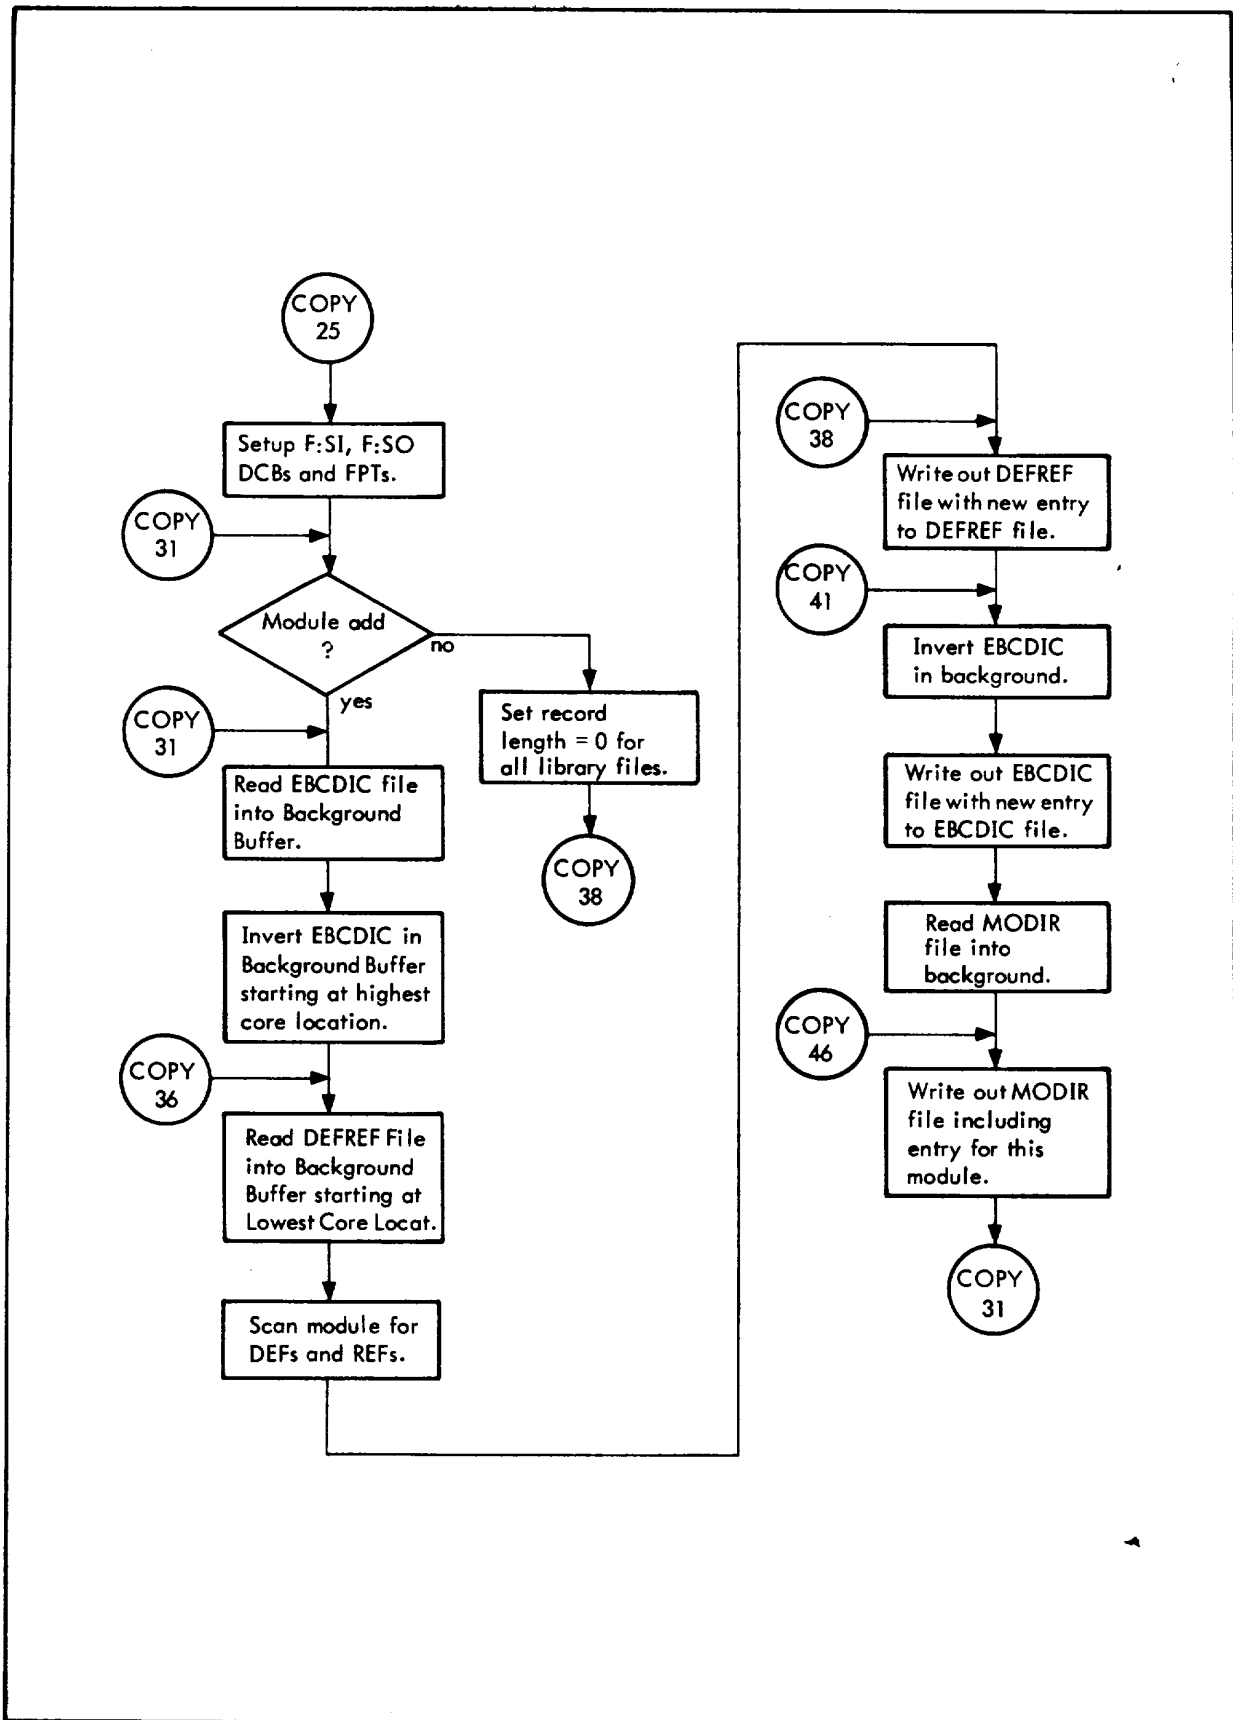 COPY
25
Setup F:SI, F:SO
DCBs and FPTs.
COPY
31
Module add
?
no
yes
COPY
31
Set record
length = 0 for
all library files.
Read EBCDIC file
into Background
Buffer.
COPY
38
Invert EBCDIC in
Background Buffer
starting at highest
core location.
COPY
36
Read DEFREF File
into Background
Buffer starting at
Lowest Core Locat.
Scan module for
DEFs and REFs.
COPY
38
Write out DEFREF
file with new entry
to DEFREF file.
COPY
41
Invert EBCDIC
in background.
Write out EBCDIC
file with new entry
to EBCDIC file.
Read MODIR
file into
background.
COPY
46
Write out MODIR
file including
entry for this
module.
COPY
31